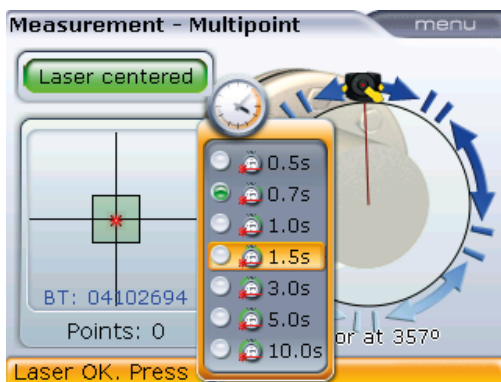 Measurement - Multipoint
menu
Laser centered
0.5s
0.7s
1.0s
1.5s
3.0s
5.0s
10.0s
BT: 04102694
Points: 0
or at 357º
Laser OK. Press